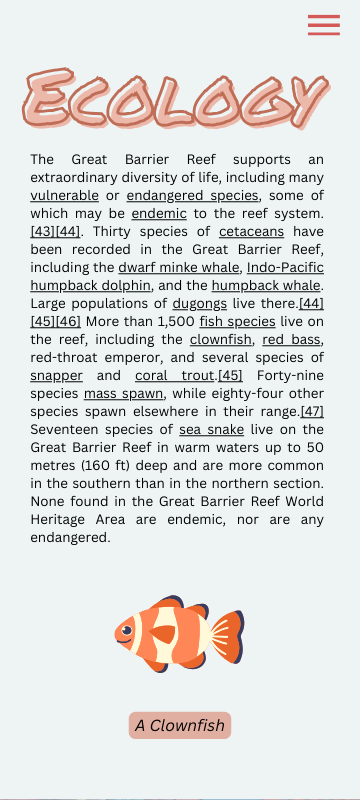 Ecology
The Great Barrier Reef supports an
extraordinary diversity of life, including many
vulnerable or endangered species, some of
which may be endemic to the reef system.
[43][44]. Thirty species of cetaceans have
been recorded in the Great Barrier Reef,
including the dwarf minke whale, Indo-Pacific
humpback dolphin, and the humpback whale.
Large populations of dugongs live there.[44]
[45][46] More than 1,500 fish species live on
the reef, including the clownfish, red bass,
red-throat emperor, and several species of
snapper and coral trout.[45] Forty-nine
species mass spawn, while eighty-four other
species spawn elsewhere in their range.[47]
Seventeen species of sea snake live on the
Great Barrier Reef in warm waters up to 50
metres (160 ft) deep and are more common
in the southern than in the northern section.
None found in the Great Barrier Reef World
Heritage Area are endemic, nor are any
endangered.
A Clownfish